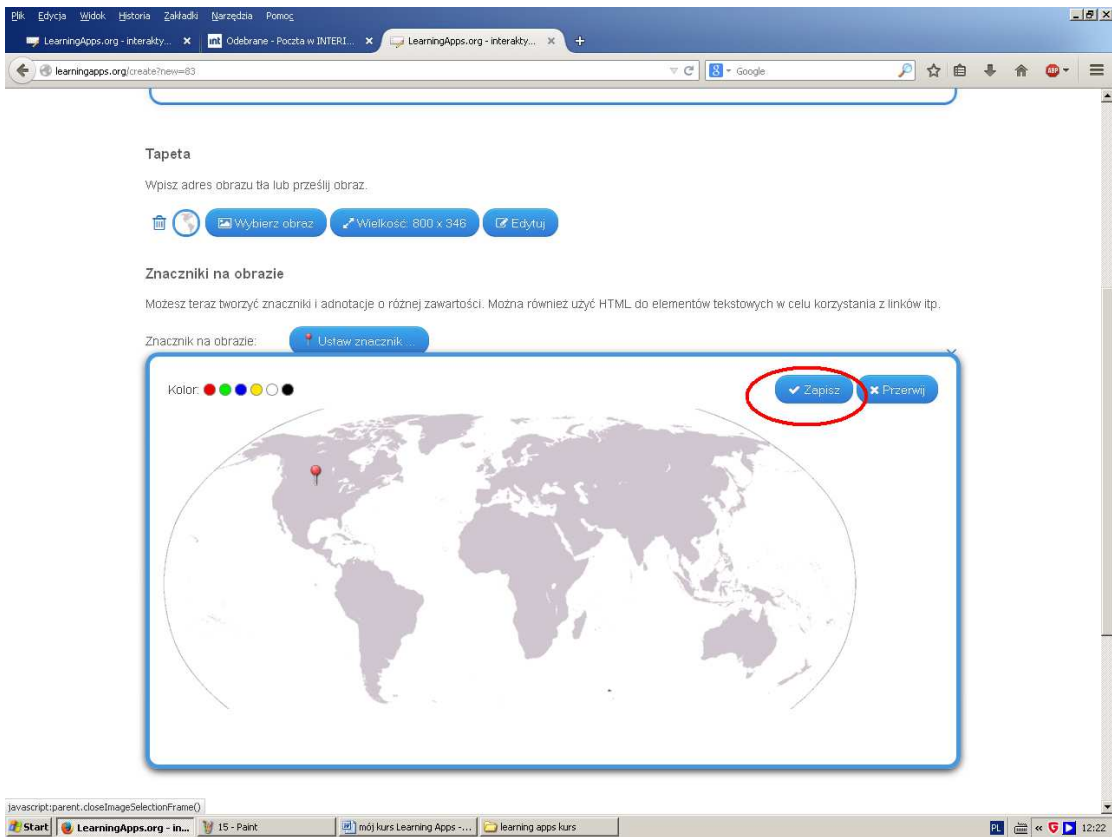 Plik Edycja Widok Historia Zakładki Narzędzia Pomoc
LearningApps.org - interakty... Odebrane - Poczta w INTERI... LearningApps.org - interakty...
learningapps.org/create?new=83 Google ABP
Tapeta
Wpisz adres obrazu tła lub prześlij obraz.
Wybierz obraz Wielkość: 800 x 346 Edytuj
Znaczniki na obrazie
Możesz teraz tworzyć znaczniki i adnotacje o różnej zawartości. Można również użyć HTML do elementów tekstowych w celu korzystania z linków itp.
Znacznik na obrazie: Ustaw znacznik ...
Kolor: Zapisz Przerwij
javascript:parent.closeImageSelectionFrame()
Start LearningApps.org - in... 15 - Paint mój kurs Learning Apps -... learning apps kurs PL 12:22